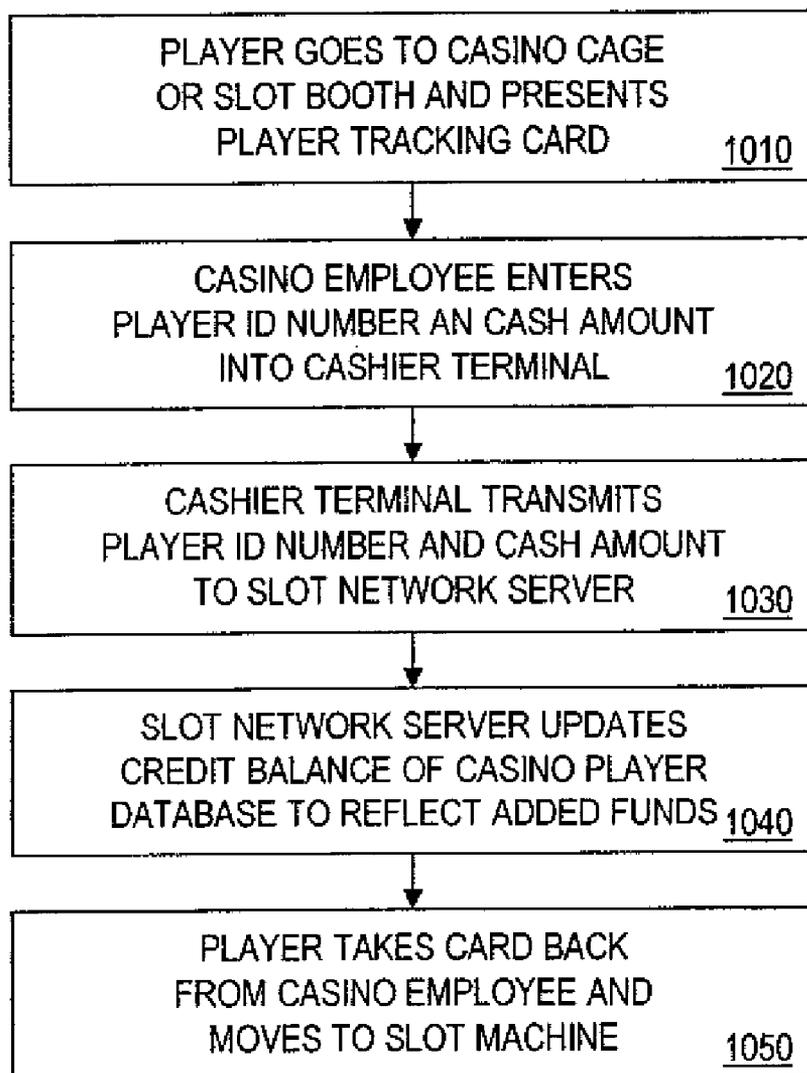 PLAYER GOES TO CASINO CAGE
OR SLOT BOOTH AND PRESENTS
PLAYER TRACKING CARD 1010
CASINO EMPLOYEE ENTERS
PLAYER ID NUMBER AN CASH AMOUNT
INTO CASHIER TERMINAL 1020
CASHIER TERMINAL TRANSMITS
PLAYER ID NUMBER AND CASH AMOUNT
TO SLOT NETWORK SERVER 1030
SLOT NETWORK SERVER UPDATES
CREDIT BALANCE OF CASINO PLAYER
DATABASE TO REFLECT ADDED FUNDS 1040
PLAYER TAKES CARD BACK
FROM CASINO EMPLOYEE AND
MOVES TO SLOT MACHINE 1050